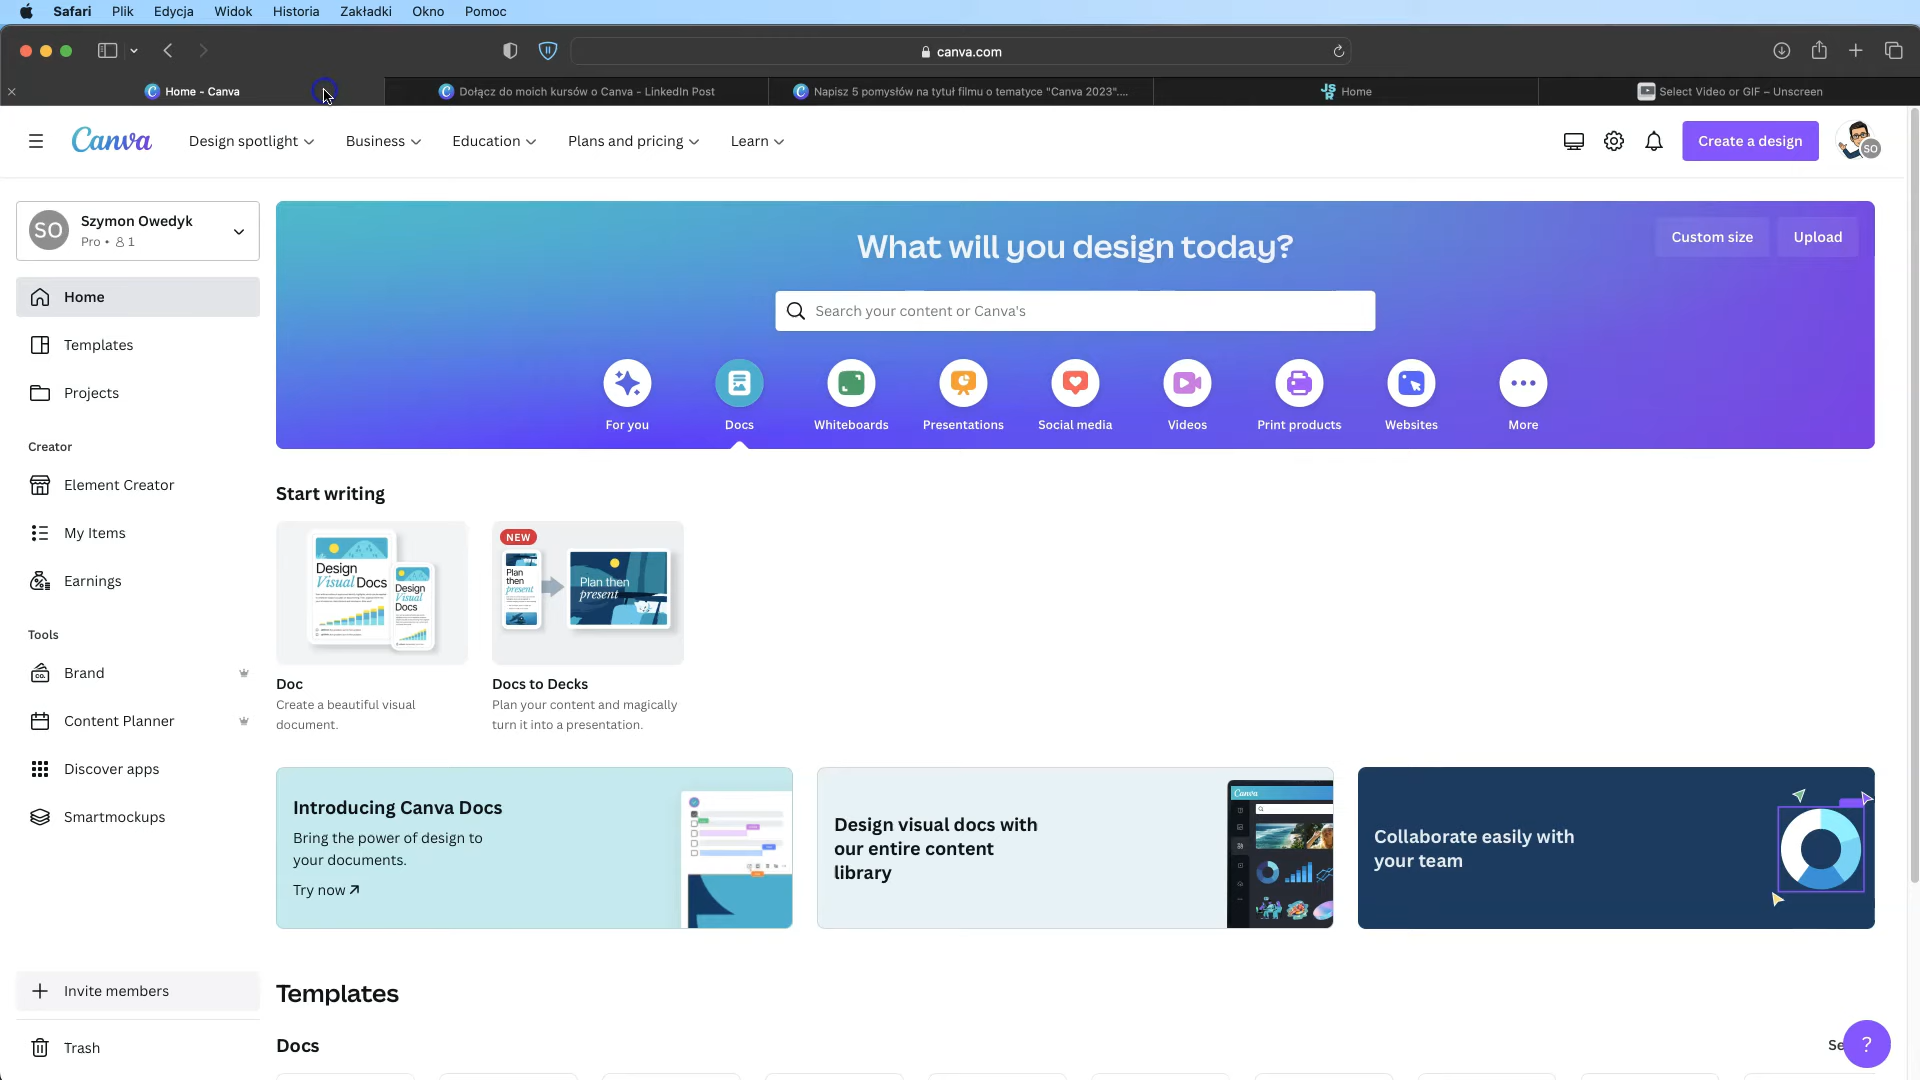 Safari Plik Edycja Widok Historia Zakładki Okno Pomoc
canva.com
Home - Canva
Dołącz do moich kursów o Canva - LinkedIn Post
Napisz 5 pomysłów na tytuł filmu o tematyce "Canva 2023"....
Home
Select Video or GIF – Unscreen
Canva
Design spotlight
Business
Education
Plans and pricing
Learn
Create a design
SO
SO
Szymon Owedyk
Pro • 1
Home
Templates
Projects
Creator
Element Creator
My Items
Earnings
Tools
Brand
Content Planner
Discover apps
Smartmockups
Invite members
Trash
What will you design today?
Custom size
Upload
Search your content or Canva's
For you
Docs
Whiteboards
Presentations
Social media
Videos
Print products
Websites
More
Start writing
Design
Visual Docs
Design
Visual
Docs
NEW
Plan
then
present
Plan then
present
Doc
Create a beautiful visual
document.
Docs to Decks
Plan your content and magically
turn it into a presentation.
Introducing Canva Docs
Bring the power of design to
your documents.
Try now
Design visual docs with
our entire content
library
Canva
Collaborate easily with
your team
Templates
Docs
Se
?